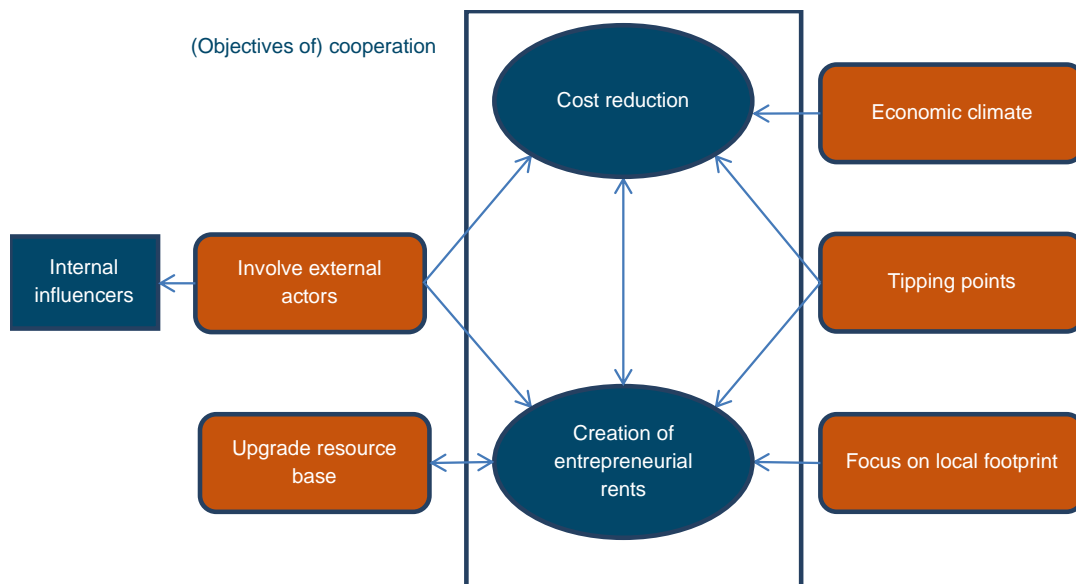 (Objectives of) cooperation
Cost reduction
Economic climate
Internal
influencers
Involve external
actors
Tipping points
Upgrade resource
base
Creation of
entrepreneurial
rents
Focus on local footprint